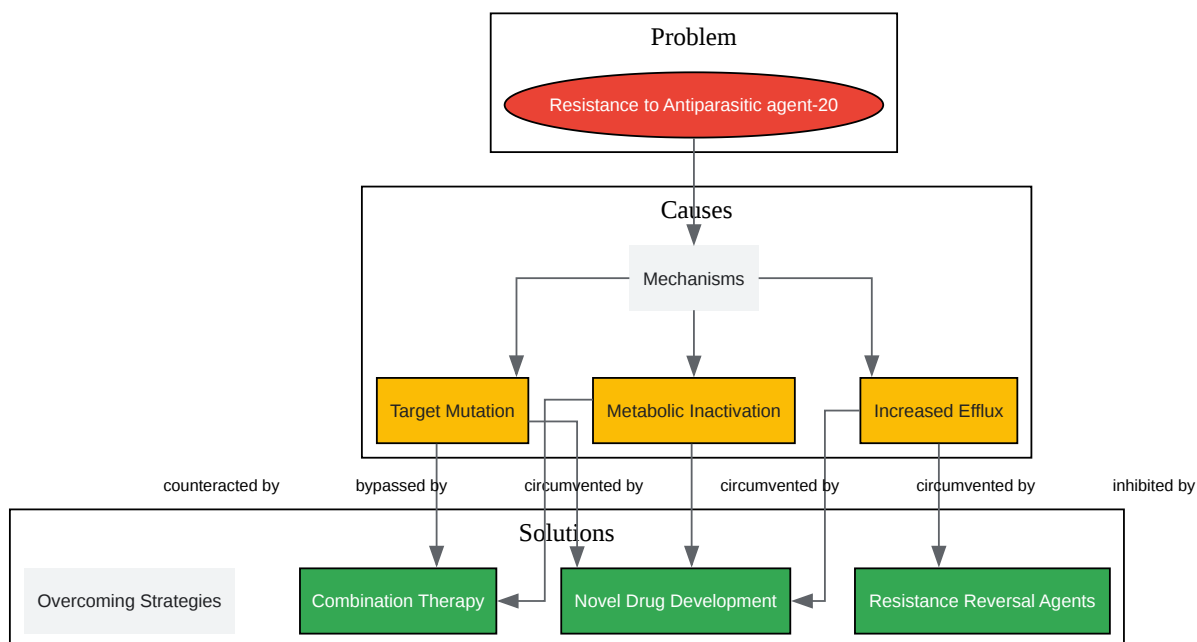 Problem
Resistance to Antiparasitic agent-20
Causes
Mechanisms
Target Mutation
Metabolic Inactivation
Increased Efflux
counteracted by
bypassed by
circumvented by
circumvented by
circumvented by
inhibited by
Solutions
Overcoming Strategies
Combination Therapy
Novel Drug Development
Resistance Reversal Agents